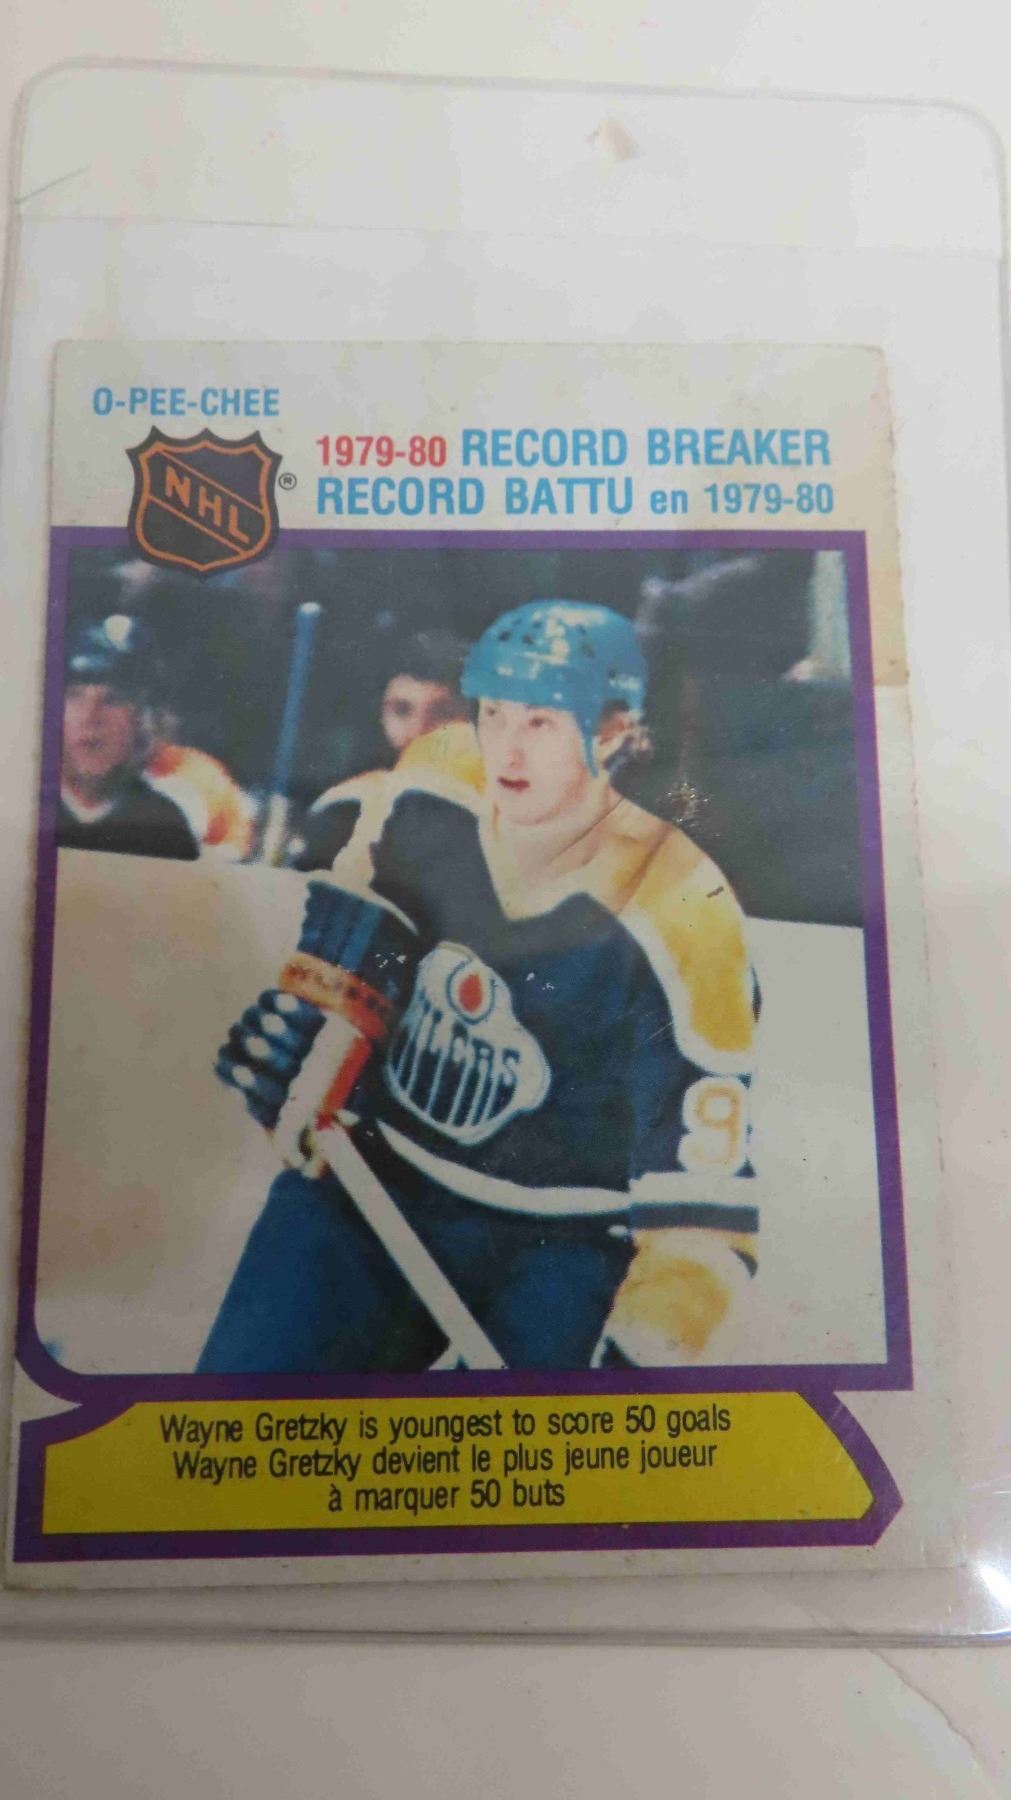 O-PEE-CHEE
NHL ®
1979-80 RECORD BREAKER
RECORD BATTU en 1979-80
OILERS
9
Wayne Gretzky is youngest to score 50 goals
Wayne Gretzky devient le plus jeune joueur
à marquer 50 buts